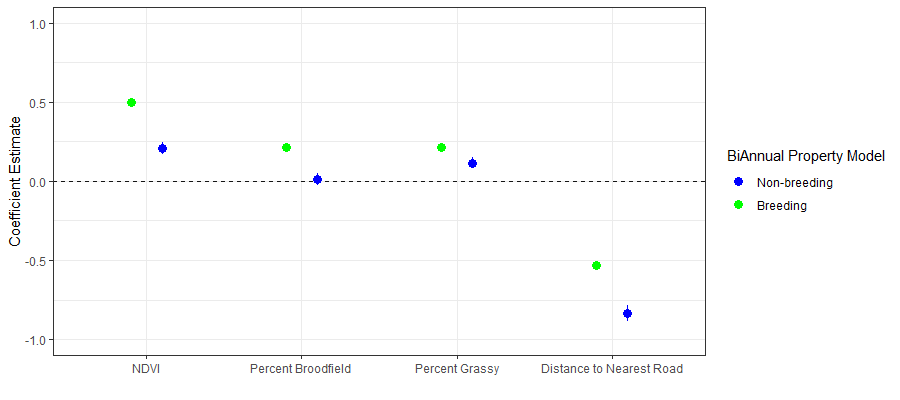 1.0
0.5
0.0
-0.5
-1.0
Coefficient Estimate
NDVI
Percent Broodfield
Percent Grassy
Distance to Nearest Road
BiAnnual Property Model
Non-breeding
Breeding